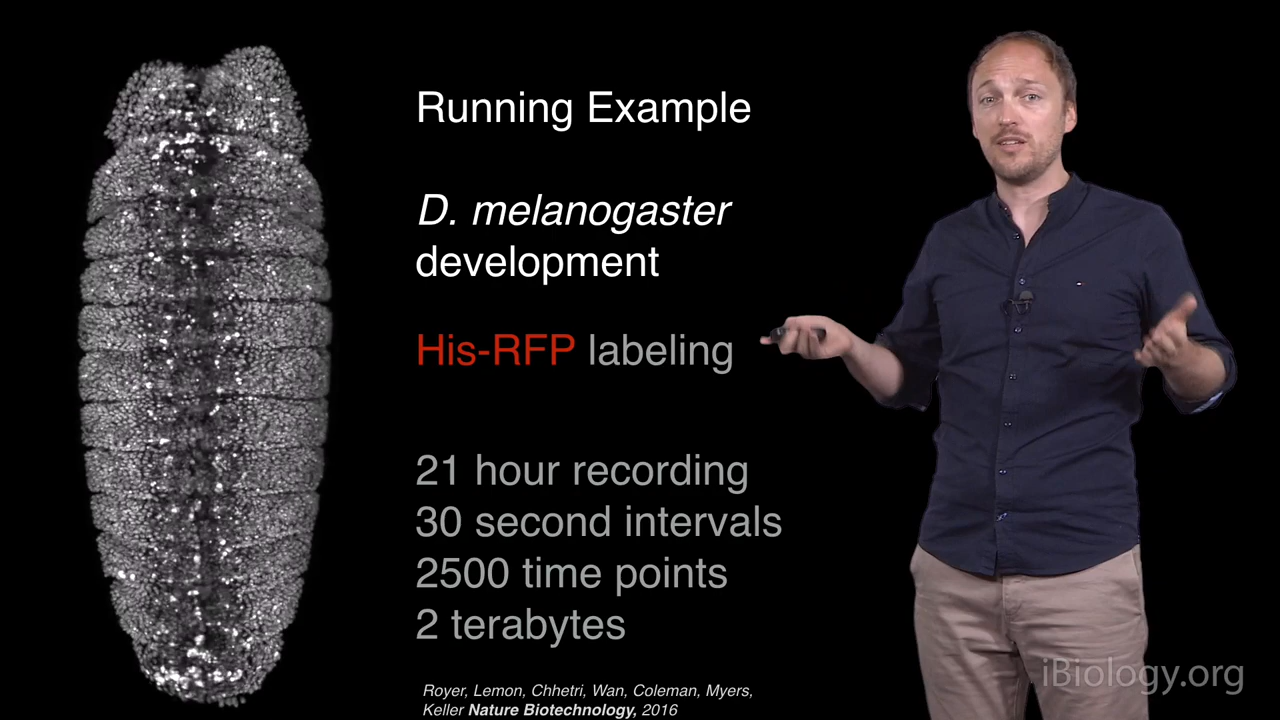 Running Example
D. melanogaster
development
His-RFP labeling
21 hour recording
30 second intervals
2500 time points
2 terabytes
Royer, Lemon, Chhetri, Wan, Coleman, Myers,
Keller Nature Biotechnology, 2016
iBiology.org